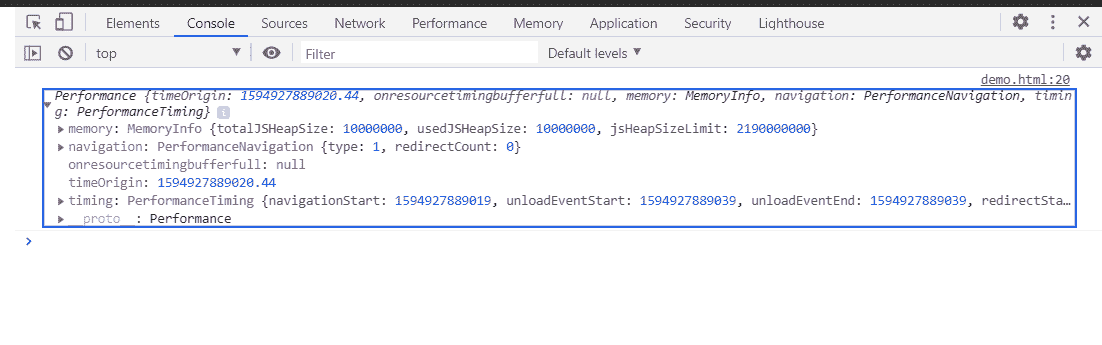 Elements Console Sources Network Performance Memory Application Security Lighthouse
top Filter Default levels
demo.html:20
Performance {timeOrigin: 1594927889020.44, onresourcetimingbufferfull: null, memory: MemoryInfo, navigation: PerformanceNavigation, timin
g: PerformanceTiming} i
memory: MemoryInfo {totalJSHeapSize: 10000000, usedJSHeapSize: 10000000, jsHeapSizeLimit: 2190000000}
navigation: PerformanceNavigation {type: 1, redirectCount: 0}
onresourcetimingbufferfull: null
timeOrigin: 1594927889020.44
timing: PerformanceTiming {navigationStart: 1594927889019, unloadEventStart: 1594927889039, unloadEventEnd: 1594927889039, redirectSta…
__proto__: Performance